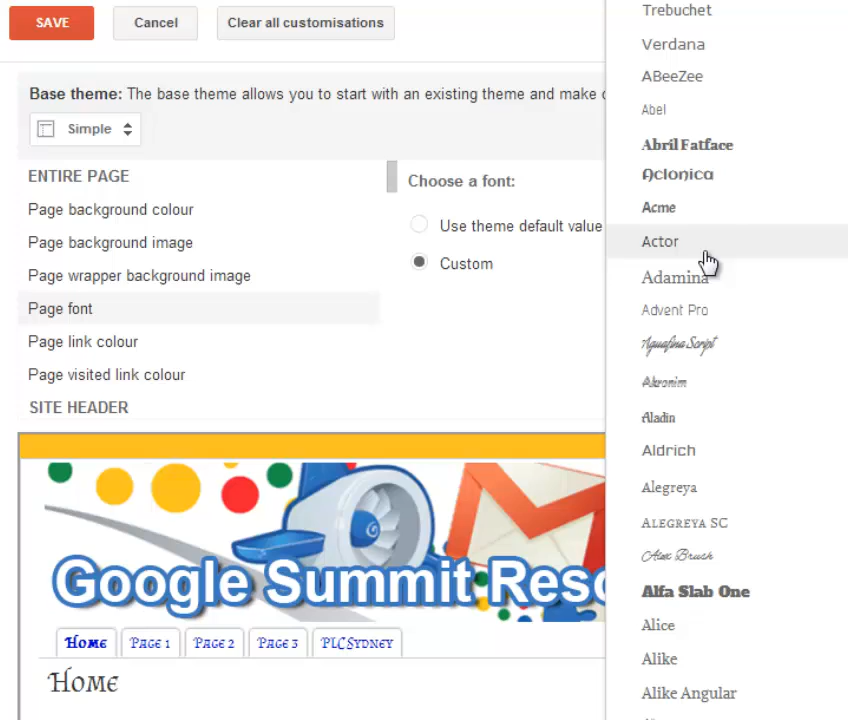 SAVE
Cancel
Clear all customisations
Base theme: The base theme allows you to start with an existing theme and make
Simple
ENTIRE PAGE
Page background colour
Page background image
Page wrapper background image
Page font
Page link colour
Page visited link colour
SITE HEADER
Choose a font:
Use theme default value
Custom
Trebuchet
Verdana
ABeeZee
Abel
Abril Fatface
Aclonica
Acme
Actor
Adamina
Advent Pro
Aguafina Script
Akronim
Aladin
Aldrich
Alegreya
ALEGREYA SC
Alex Brush
Alfa Slab One
Alice
Alike
Alike Angular
Google Summit Reso
Home
Page 1
Page 2
Page 3
PLCSydney
Home